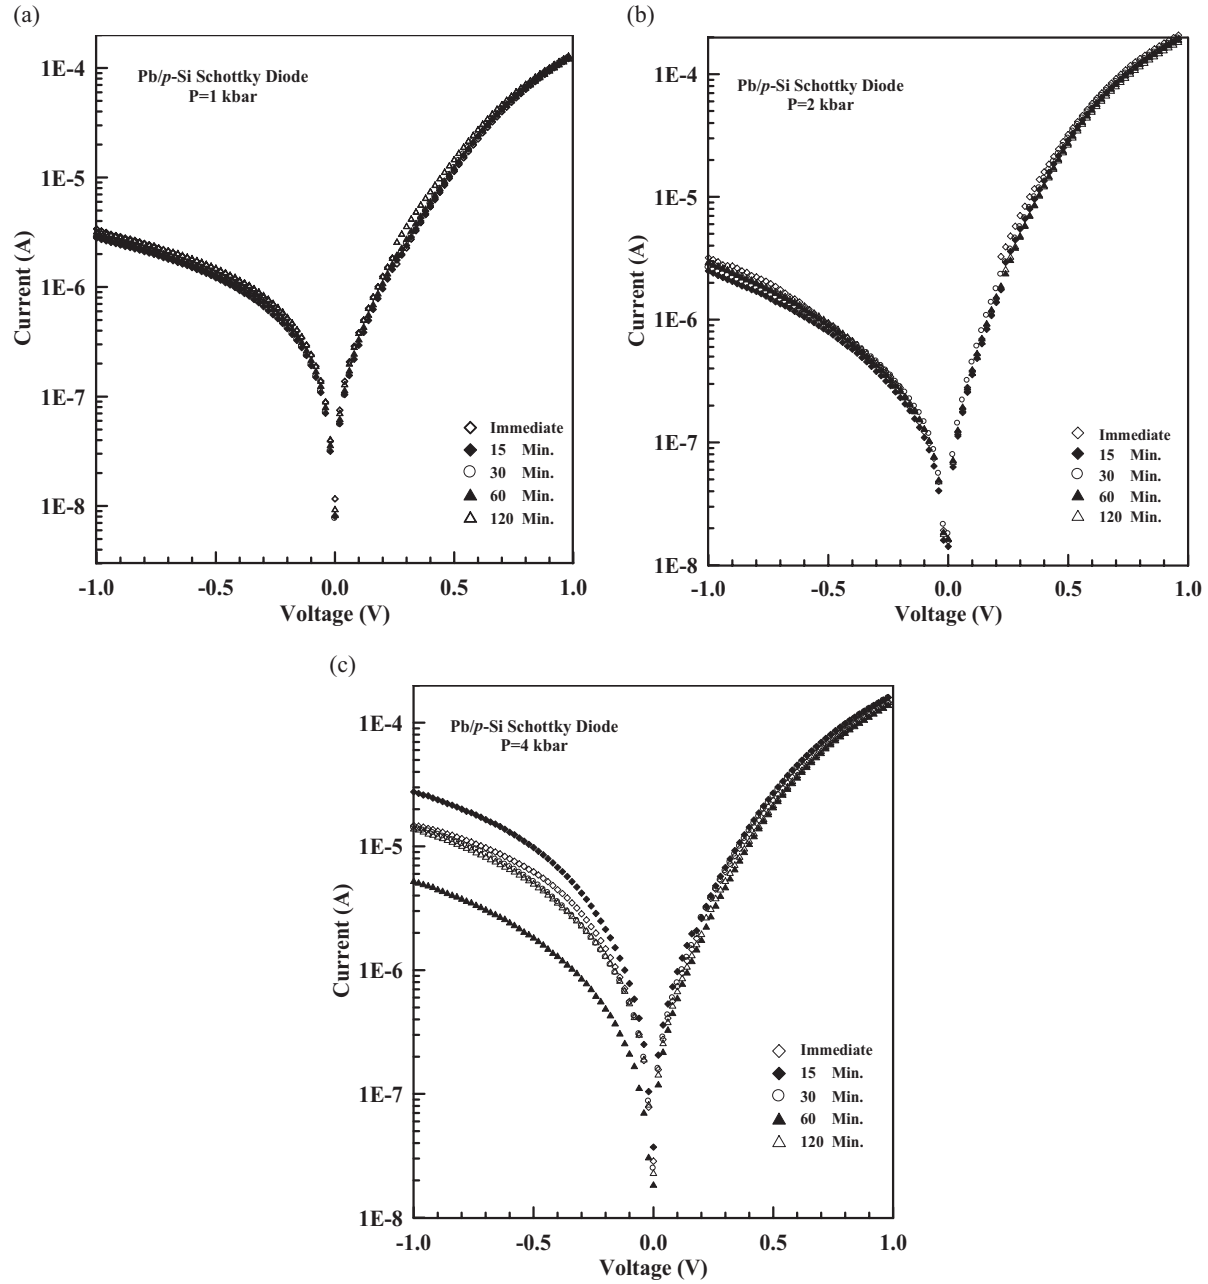 (a)
Pb/p-Si Schottky Diode
P=1 kbar
1E-4
1E-5
1E-6
1E-7
1E-8
Current (A)
Immediate
15 Min.
30 Min.
60 Min.
120 Min.
-1.0 -0.5 0.0 0.5 1.0
Voltage (V)
(b)
Pb/p-Si Schottky Diode
P=2 kbar
1E-4
1E-5
1E-6
1E-7
1E-8
Current (A)
Immediate
15 Min.
30 Min.
60 Min.
120 Min.
-1.0 -0.5 0.0 0.5 1.0
Voltage (V)
(c)
Pb/p-Si Schottky Diode
P=4 kbar
1E-4
1E-5
1E-6
1E-7
1E-8
Current (A)
Immediate
15 Min.
30 Min.
60 Min.
120 Min.
-1.0 -0.5 0.0 0.5 1.0
Voltage (V)